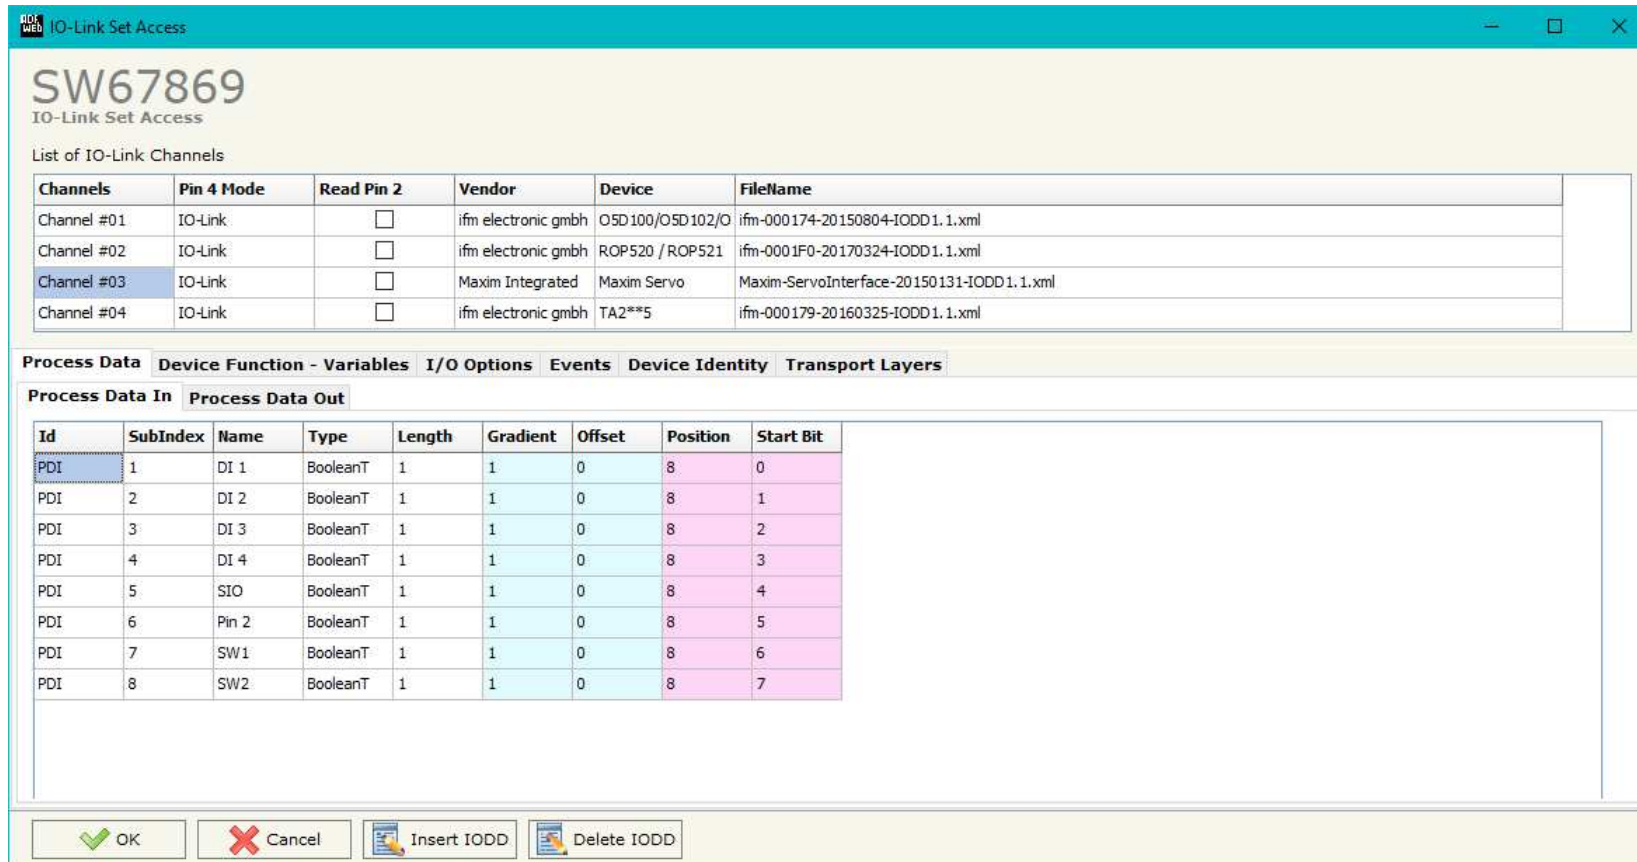 ADF WEB IO-Link Set Access
SW67869
IO-Link Set Access
List of IO-Link Channels
Channels Pin 4 Mode Read Pin 2 Vendor Device FileName
Channel #01 IO-Link ifm electronic gmbh O5D100/O5D102/O ifm-000174-20150804-IODD1.1.xml
Channel #02 IO-Link ifm electronic gmbh ROP520 / ROP521 ifm-0001F0-20170324-IODD1.1.xml
Channel #03 IO-Link Maxim Integrated Maxim Servo Maxim-ServoInterface-20150131-IODD1.1.xml
Channel #04 IO-Link ifm electronic gmbh TA2**5 ifm-000179-20160325-IODD1.1.xml
Process Data Device Function - Variables I/O Options Events Device Identity Transport Layers
Process Data In Process Data Out
Id SubIndex Name Type Length Gradient Offset Position Start Bit
PDI 1 DI 1 BooleanT 1 1 0 8 0
PDI 2 DI 2 BooleanT 1 1 0 8 1
PDI 3 DI 3 BooleanT 1 1 0 8 2
PDI 4 DI 4 BooleanT 1 1 0 8 3
PDI 5 SIO BooleanT 1 1 0 8 4
PDI 6 Pin 2 BooleanT 1 1 0 8 5
PDI 7 SW1 BooleanT 1 1 0 8 6
PDI 8 SW2 BooleanT 1 1 0 8 7
OK Cancel Insert IODD Delete IODD